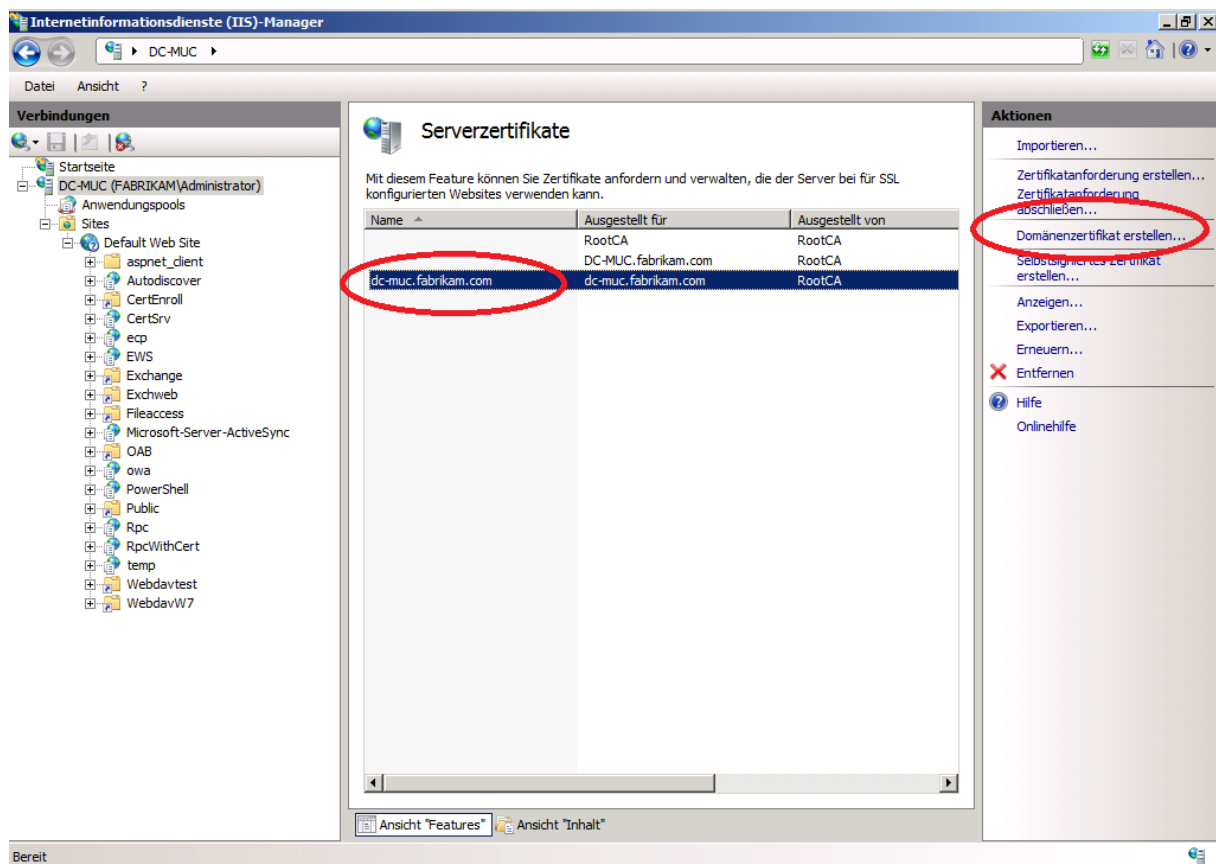 Internetinformationsdienste (IIS)-Manager
DC-MUC
Datei Ansicht ?
Verbindungen
Startseite
DC-MUC (FABRIKAM\Administrator)
Anwendungspools
Sites
Default Web Site
aspnet_client
Autodiscover
CertEnroll
CertSrv
ecp
EWS
Exchange
Exchweb
Fileaccess
Microsoft-Server-ActiveSync
OAB
owa
PowerShell
Public
Rpc
RpcWithCert
temp
Webdavtest
WebdavW7
Serverzertifikate
Mit diesem Feature können Sie Zertifikate anfordern und verwalten, die der Server bei für SSL
konfigurierten Websites verwenden kann.
Name Ausgestellt für Ausgestellt von
RootCA RootCA
DC-MUC.fabrikam.com RootCA
dc-muc.fabrikam.com dc-muc.fabrikam.com RootCA
Ansicht "Features" Ansicht "Inhalt"
Aktionen
Importieren...
Zertifikatanforderung erstellen...
Zertifikatanforderung
abschließen...
Domänenzertifikat erstellen...
Selbstsigniertes Zertifikat
erstellen...
Anzeigen...
Exportieren...
Erneuern...
Entfernen
Hilfe
Onlinehilfe
Bereit